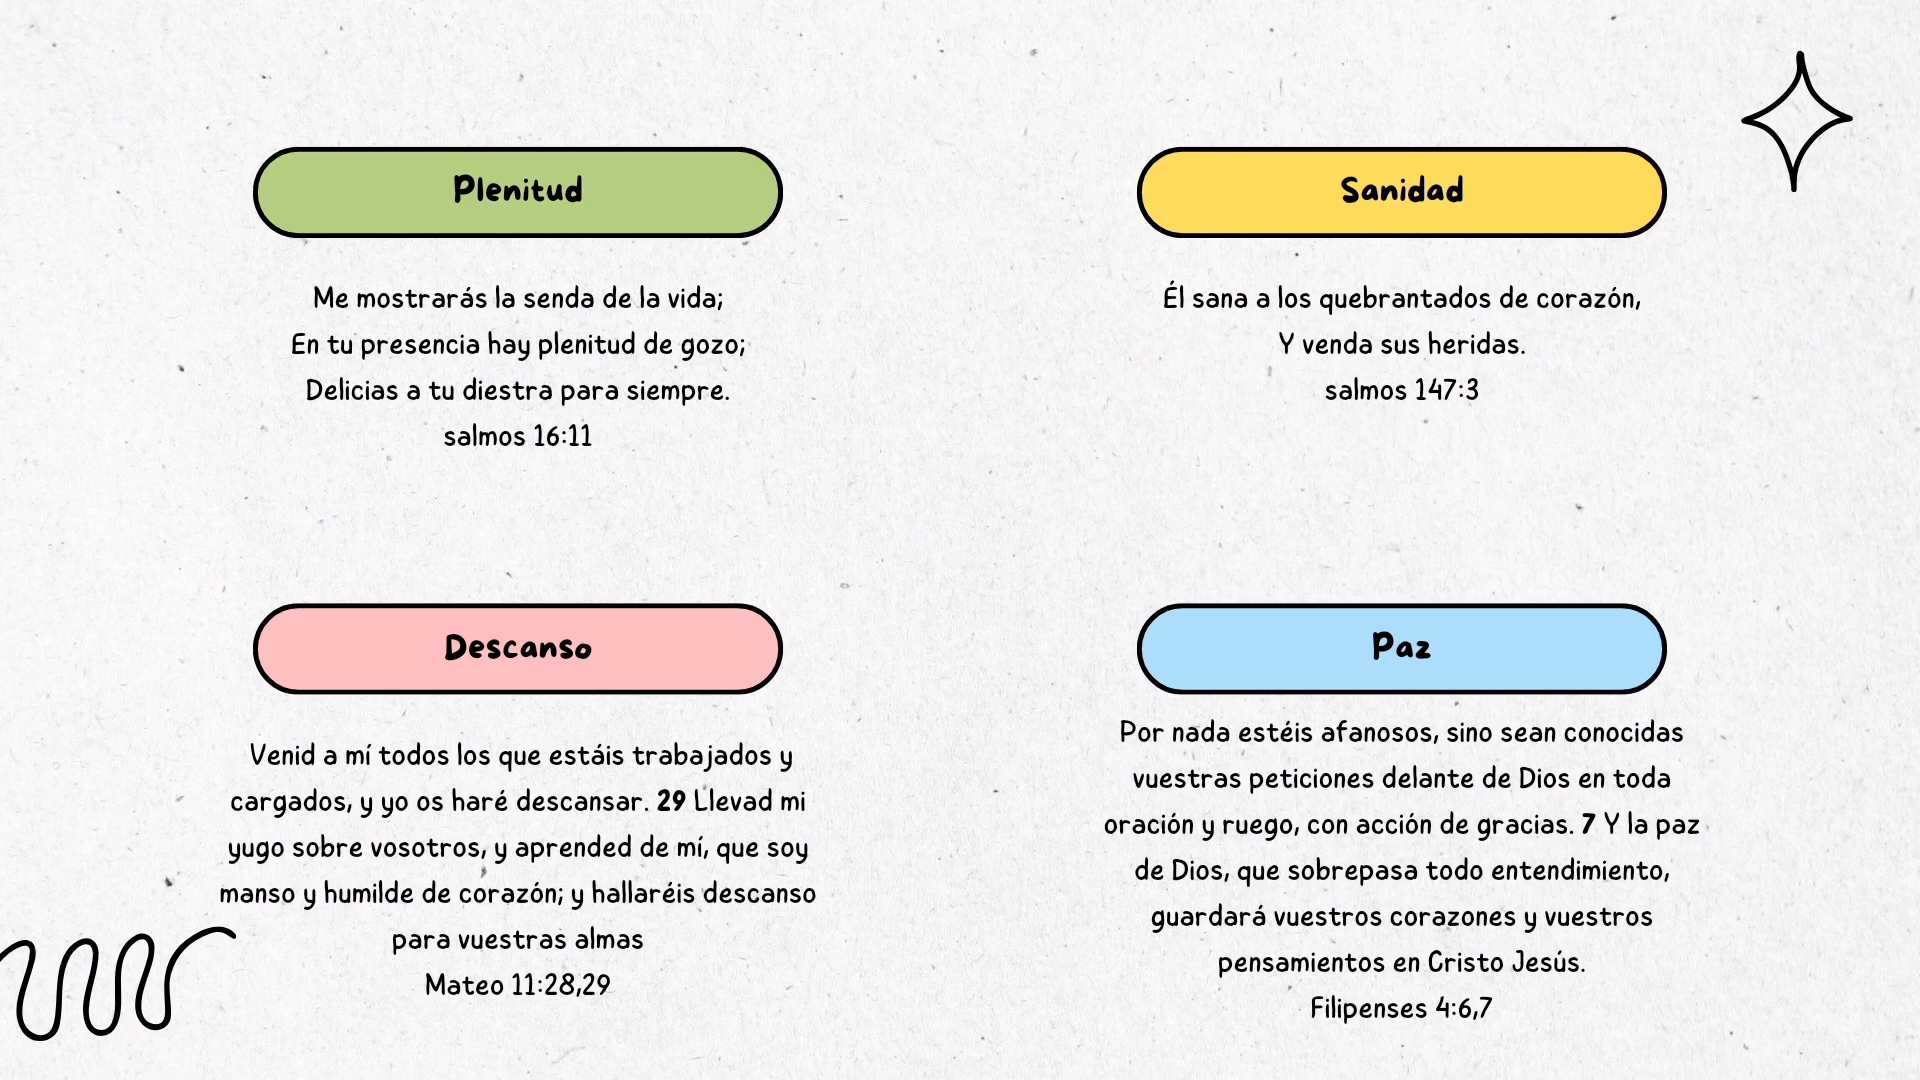 Plenitud
Me mostrarás la senda de la vida;
En tu presencia hay plenitud de gozo;
Delicias a tu diestra para siempre.
salmos 16:11
Sanidad
Él sana a los quebrantados de corazón,
Y venda sus heridas.
salmos 147:3
Descanso
Venid a mí todos los que estáis trabajados y
cargados, y yo os haré descansar. 29 Llevad mi
yugo sobre vosotros, y aprended de mí, que soy
manso y humilde de corazón; y hallaréis descanso
para vuestras almas
Mateo 11:28,29
Paz
Por nada estéis afanosos, sino sean conocidas
vuestras peticiones delante de Dios en toda
oración y ruego, con acción de gracias. 7 Y la paz
de Dios, que sobrepasa todo entendimiento,
guardará vuestros corazones y vuestros
pensamientos en Cristo Jesús.
Filipenses 4:6,7